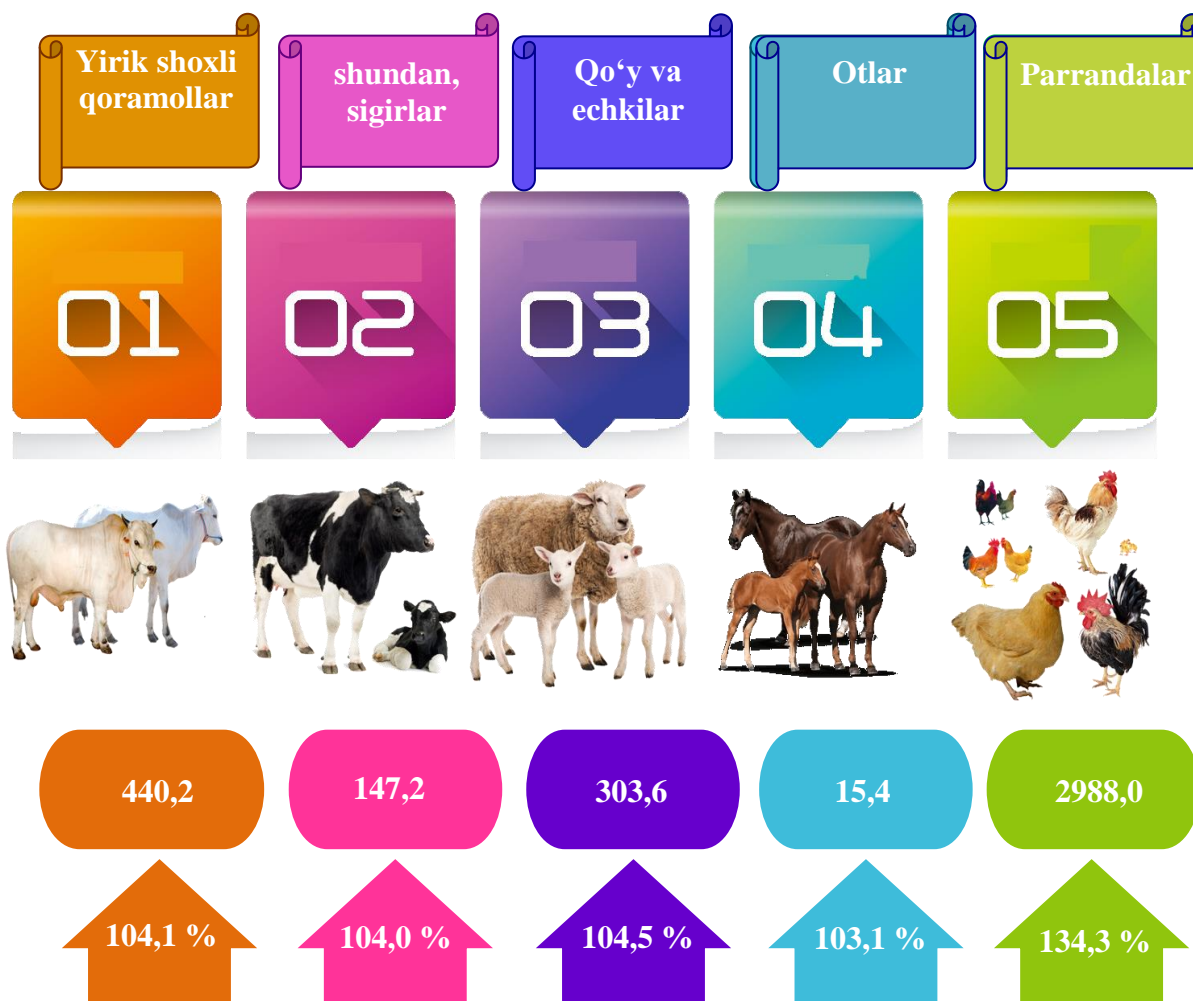 Yirik shoxli
qoramollar
shundan,
sigirlar
Qo‘y va
echkilar
Otlar
Parrandalar
01
02
03
04
05
440,2
147,2
303,6
15,4
2988,0
104,1 %
104,0 %
104,5 %
103,1 %
134,3 %